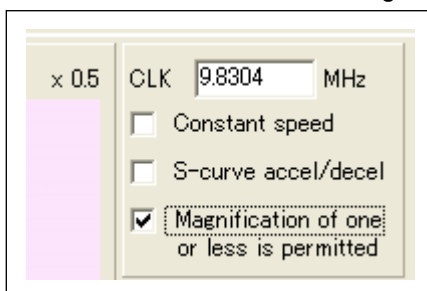 x 0.5 CLK 9.8304 MHz
Constant speed
S-curve accel/decel
Magnification of one
or less is permitted